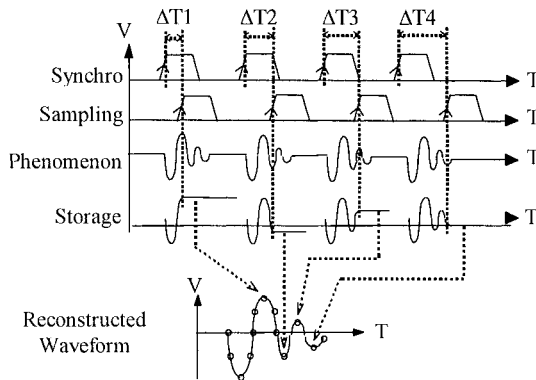 ΔT1 ΔT2 ΔT3 ΔT4
V
Synchro T
Sampling T
Phenomenon T
Storage T
V
Reconstructed T
Waveform